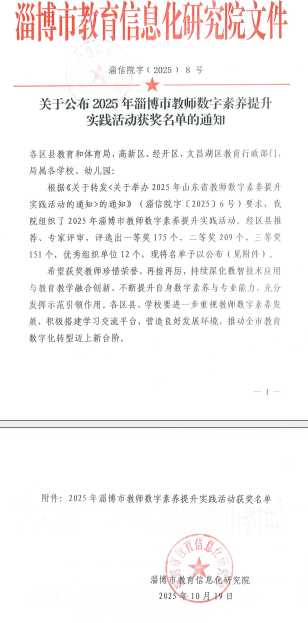 淄博市教育信息化研究院文件
淄信院字〔2025〕8 号
关于公布 2025 年淄博市教师数字素养提升
实践活动获奖名单的通知
各区县教育和体育局，高新区、经开区、文昌湖区教育行政部门，
局属各学校、幼儿园：
根据《关于转发<关于举办 2025 年山东省教师数字素养提升
实践活动的通知>的通知》（淄信院字〔2025〕6 号）要求，我
院组织了 2025 年淄博市教师数字素养提升实践活动。经区县推
荐、专家评审，评选出一等奖 175 个、二等奖 209 个、三等奖
151 个，优秀组织单位 12 个，现将名单予以公布（见附件）。
希望获奖教师珍惜荣誉、再接再厉，持续深化数智技术应用
与教育教学融合创新，不断提升自身数字素养与专业能力，充分
发挥示范引领作用。各区县、学校要进一步重视教师数字素养发
展，积极搭建学习交流平台，营造良好发展环境，推动全市教育
数字化转型迈上新台阶。
— 1 —
附件：2025 年淄博市教师数字素养提升实践活动获奖名单
淄博市教育信息化研究院
淄博市教育信息化研究院
2025 年 10 月 19 日